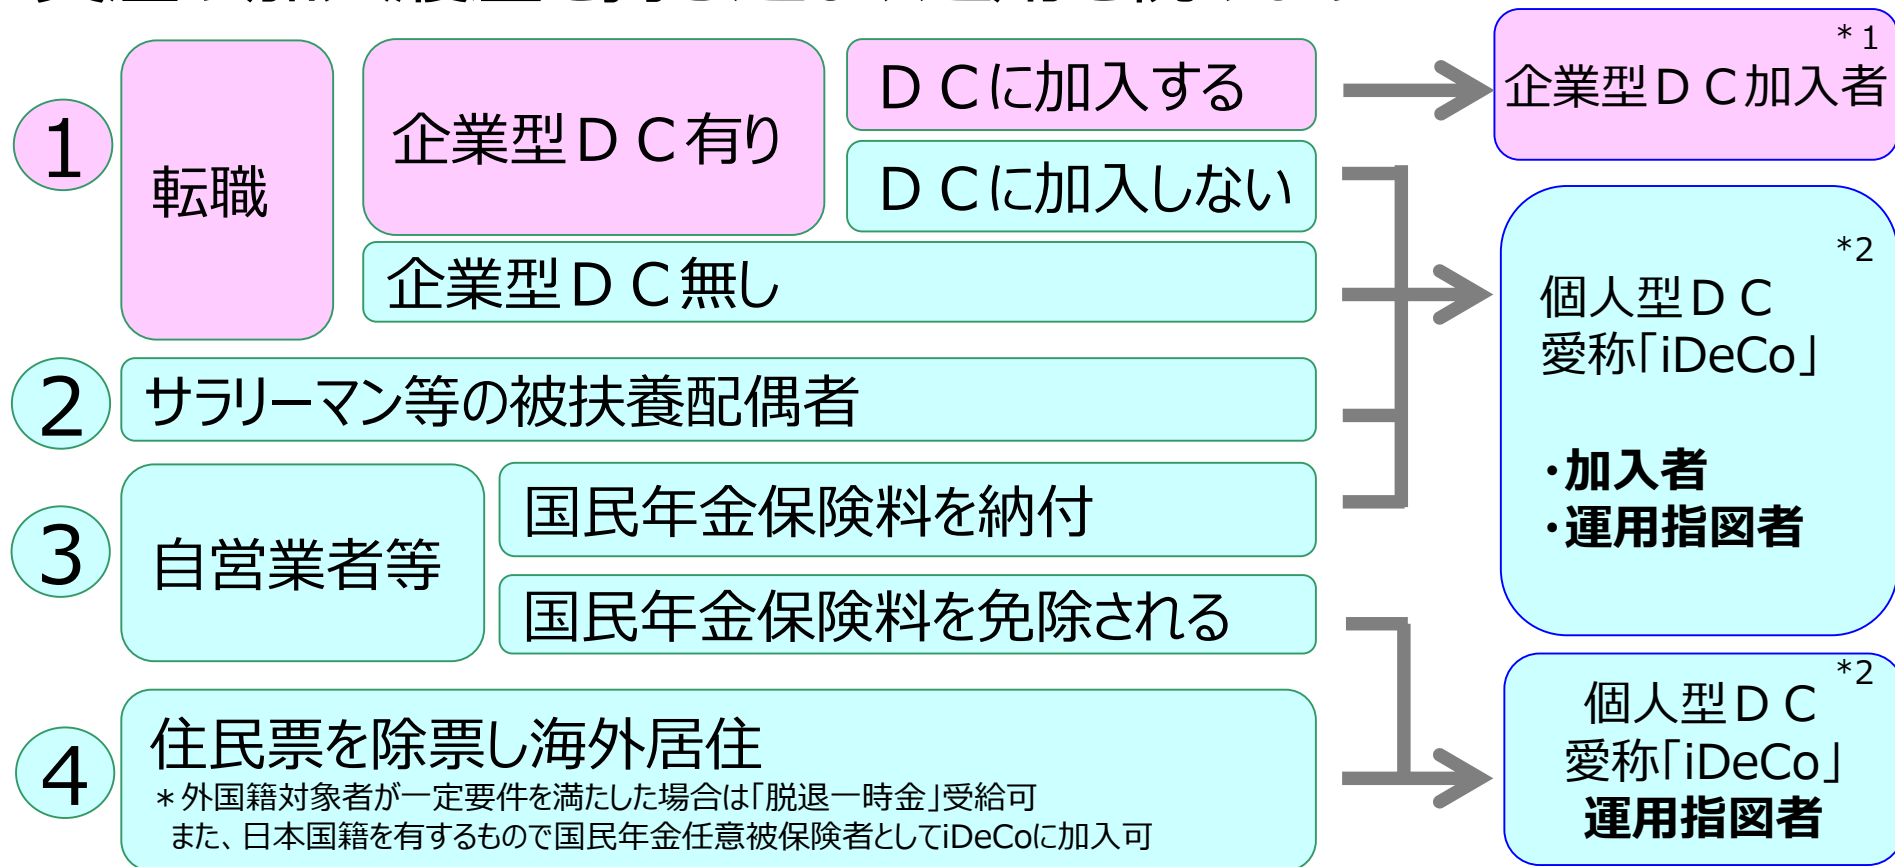 ①
転職
企業型ＤＣ有り
ＤＣに加入する
ＤＣに加入しない
企業型ＤＣ無し
②
サラリーマン等の被扶養配偶者
③
自営業者等
国民年金保険料を納付
国民年金保険料を免除される
④
住民票を除票し海外居住
＊外国籍対象者が一定要件を満たした場合は「脱退一時金」受給可
また、日本国籍を有するもので国民年金任意被保険者としてiDeCoに加入可
＊1
企業型ＤＣ加入者
*2
個人型ＤＣ
愛称「iDeCo」
・加入者
・運用指図者
*2
個人型ＤＣ
愛称「iDeCo」
運用指図者